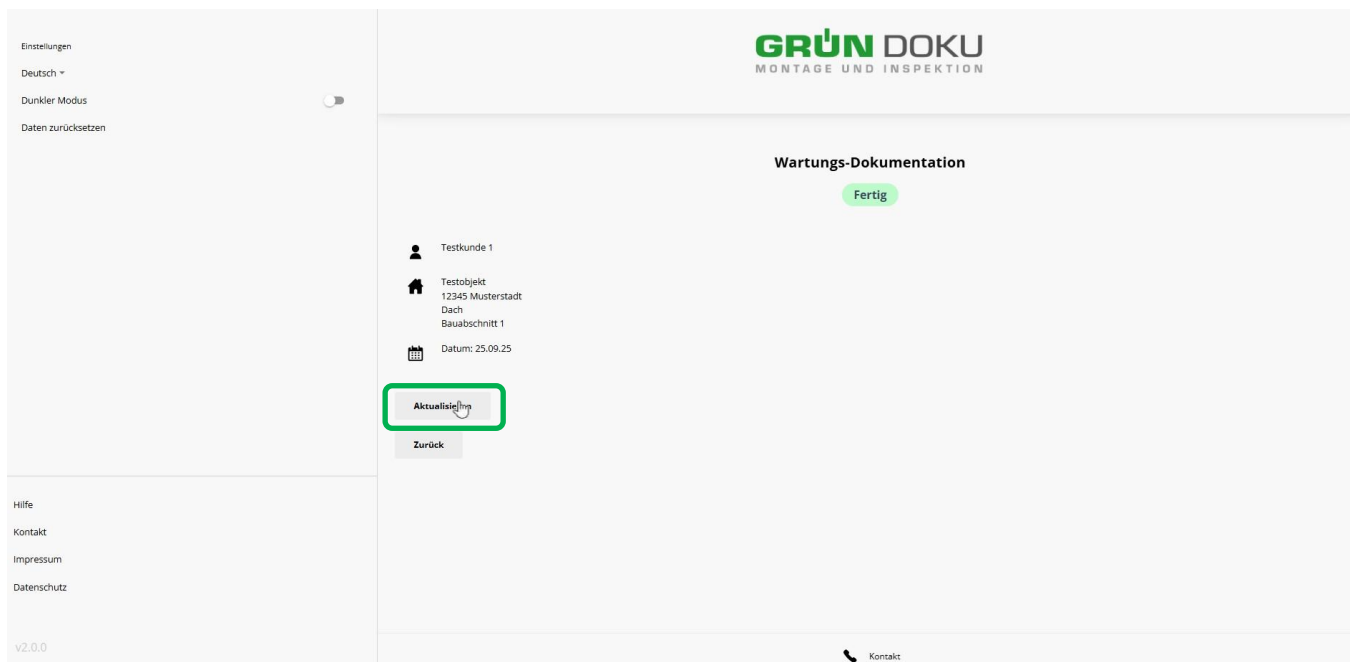 Einstellungen
Deutsch
Dunkler Modus
Daten zurücksetzen
Hilfe
Kontakt
Impressum
Datenschutz
v2.0.0
GRÜN DOKU
MONTAGE UND INSPEKTION
Wartungs-Dokumentation
Fertig
Testkunde 1
Testobjekt
12345 Musterstadt
Dach
Bauabschnitt 1
Datum: 25.09.25
Aktualisieren
Zurück
Kontakt